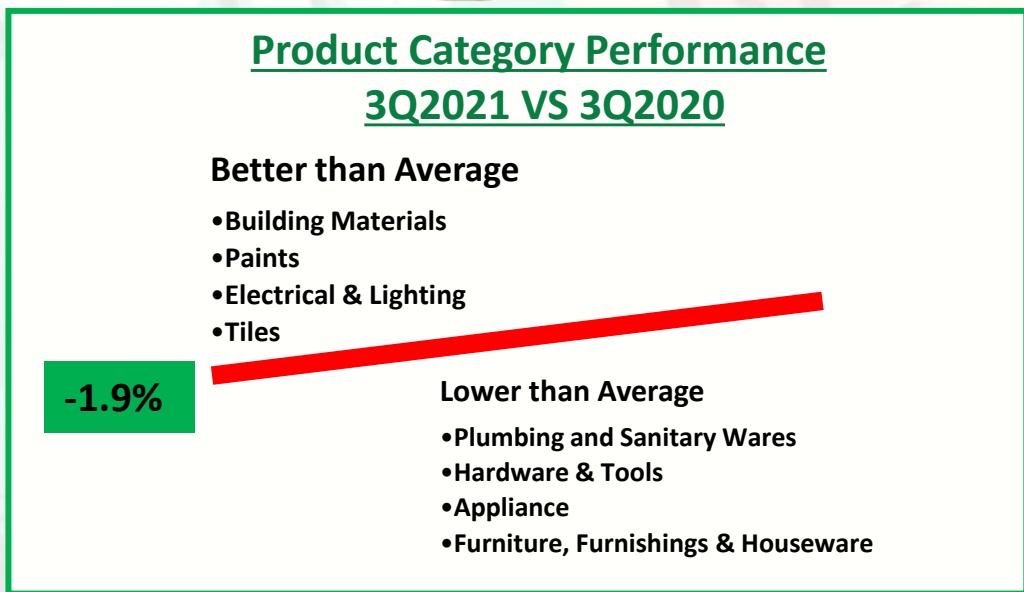 Product Category Performance
3Q2021 VS 3Q2020
Better than Average
•Building Materials
•Paints
•Electrical & Lighting
•Tiles
-1.9%
Lower than Average
•Plumbing and Sanitary Wares
•Hardware & Tools
•Appliance
•Furniture, Furnishings & Houseware